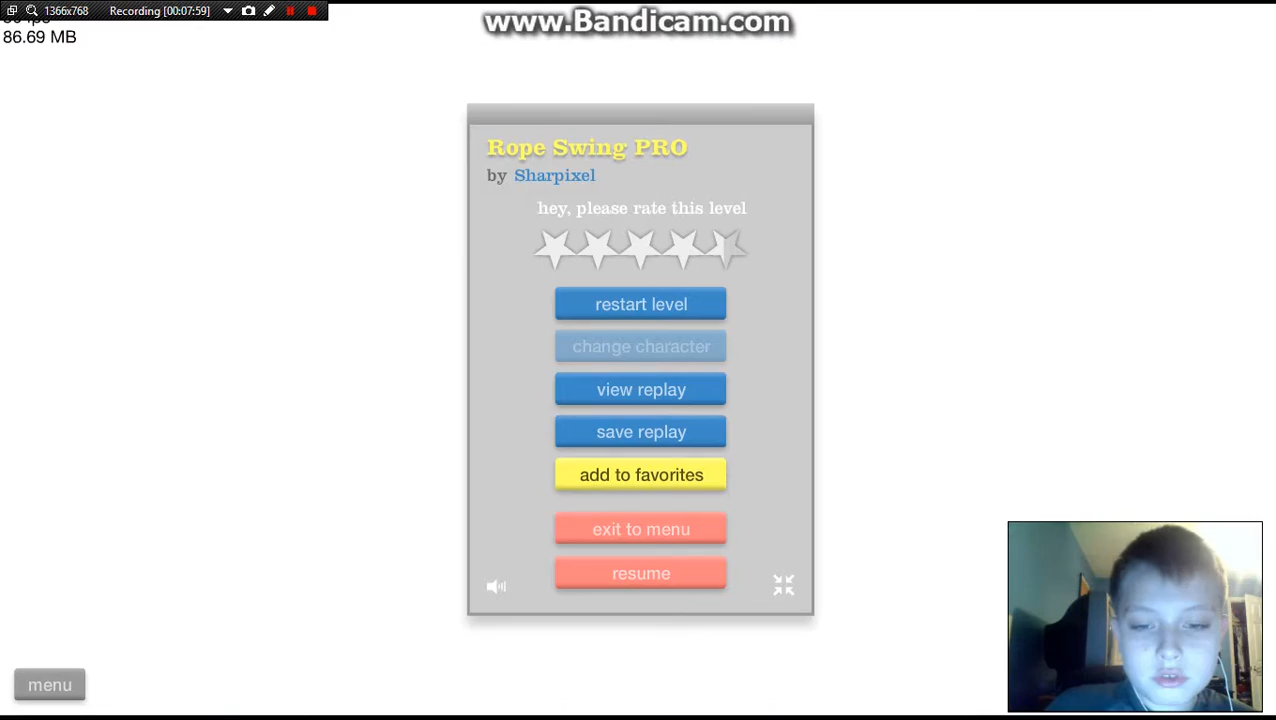 1366x768 Recording [00:07:59]
www.Bandicam.com
86.69 MB
Rope Swing PRO
by Sharpixel
hey, please rate this level
restart level
change character
view replay
save replay
add to favorites
exit to menu
resume
menu